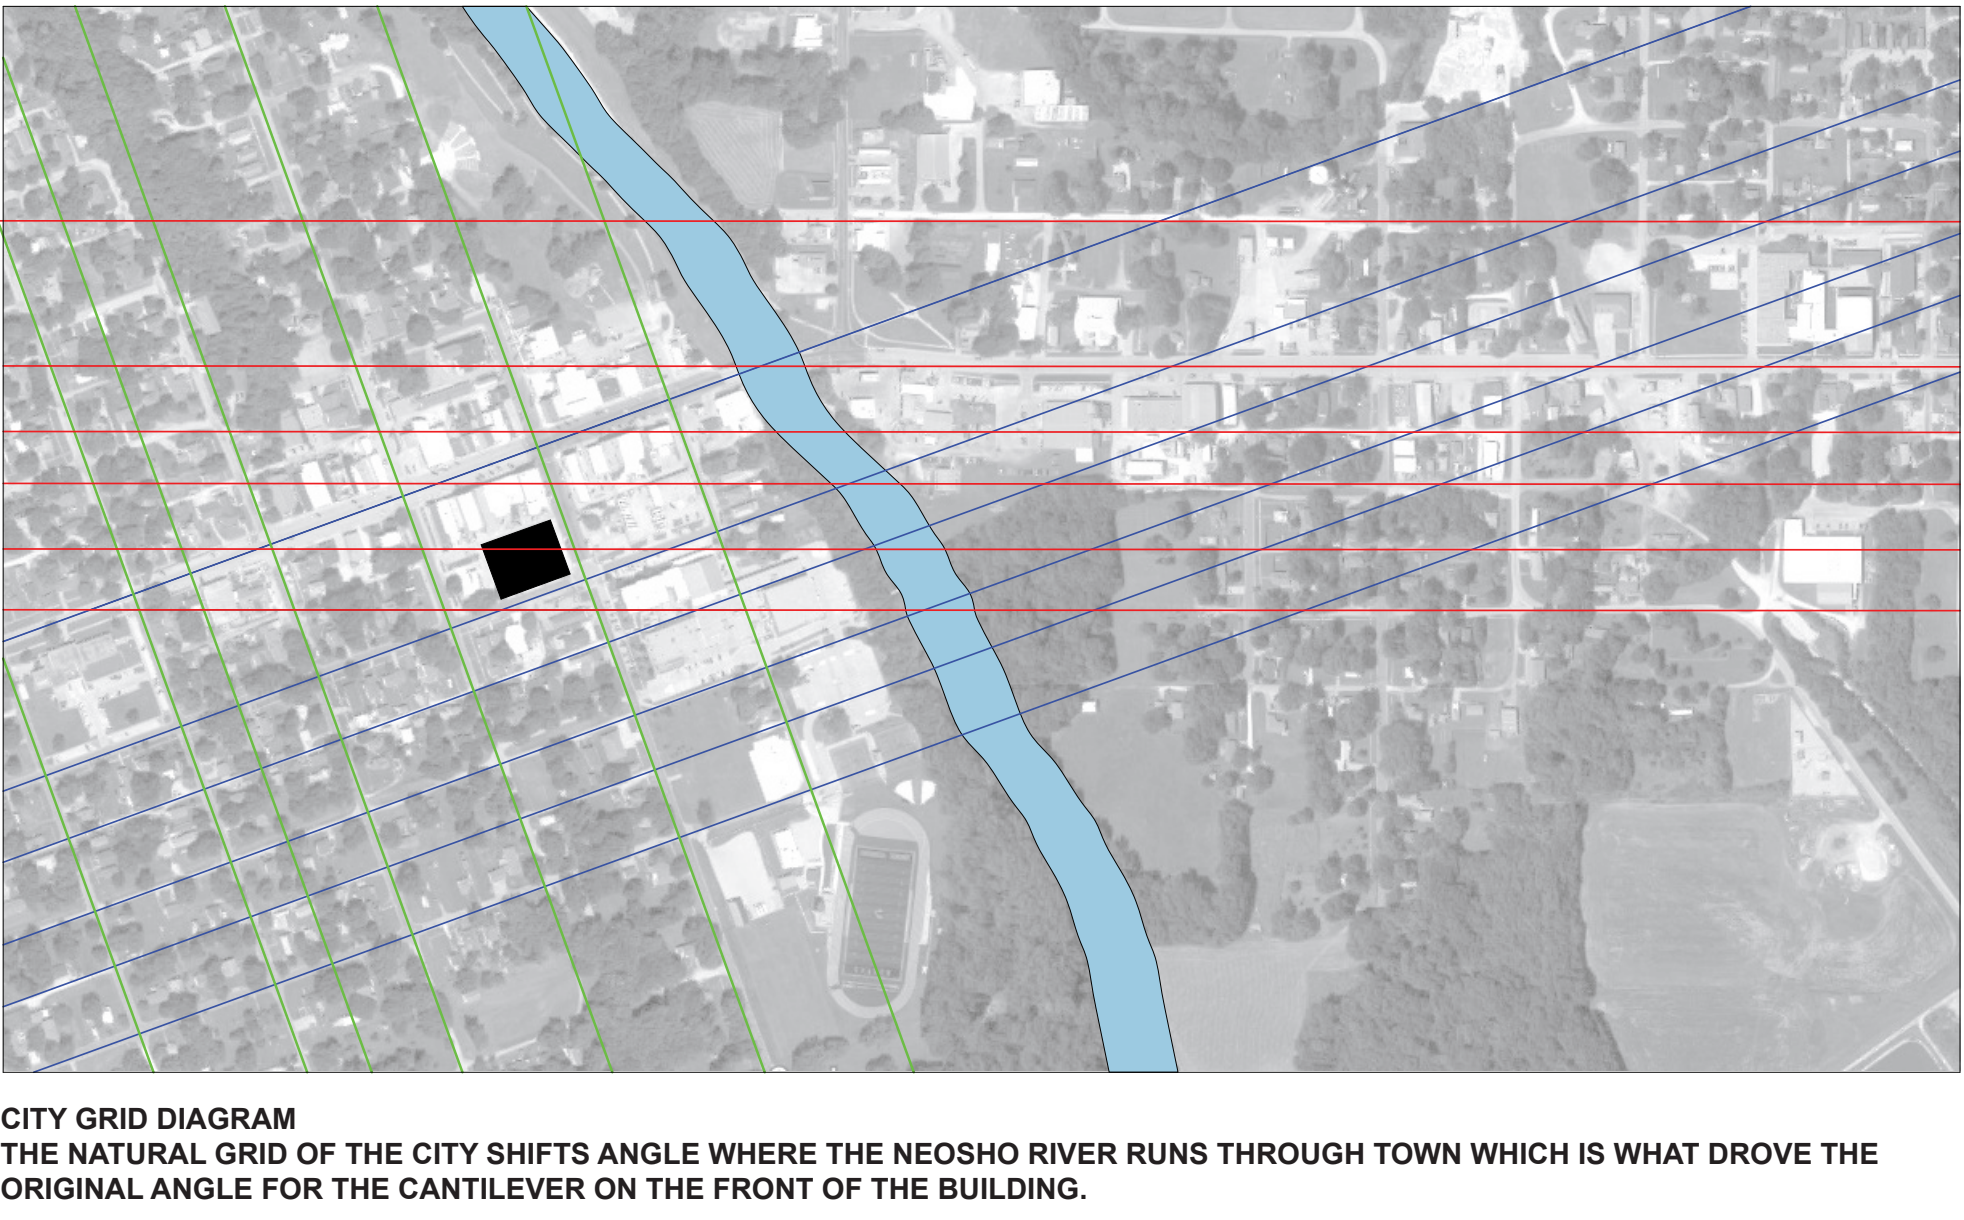 CITY GRID DIAGRAM
THE NATURAL GRID OF THE CITY SHIFTS ANGLE WHERE THE NEOSHO RIVER RUNS THROUGH TOWN WHICH IS WHAT DROVE THE
ORIGINAL ANGLE FOR THE CANTILEVER ON THE FRONT OF THE BUILDING.